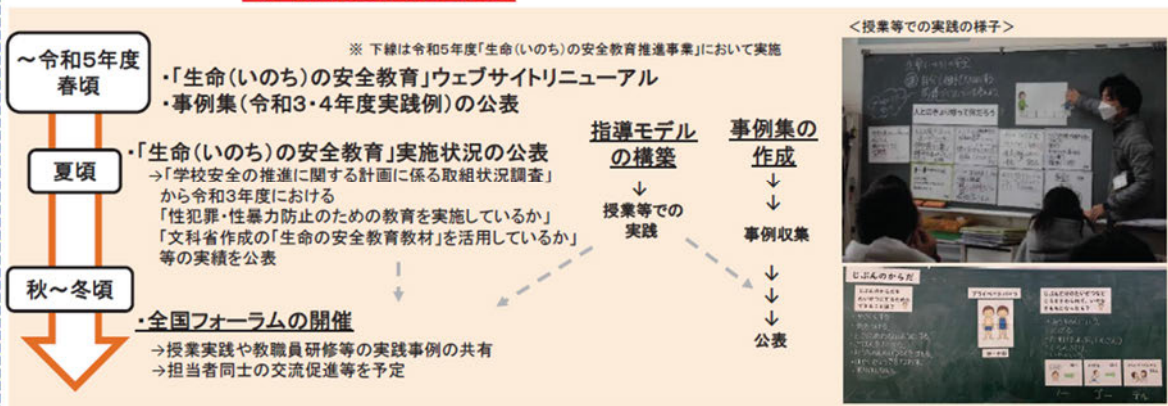 ※ 下線は令和5年度「生命(いのち)の安全教育推進事業」において実施
～令和5年度
春頃
・「生命(いのち)の安全教育」ウェブサイトリニューアル
・事例集(令和3・4年度実践例)の公表
夏頃
・「生命(いのち)の安全教育」実施状況の公表
→「学校安全の推進に関する計画に係る取組状況調査」
から令和3年度における
「性犯罪・性暴力防止のための教育を実施しているか」
「文科省作成の「生命の安全教育教材」を活用しているか」
等の実績を公表
指導モデル
の構築
↓
授業等での
実践
事例集の
作成
↓
↓
事例収集
↓
↓
↓
公表
秋～冬頃
・全国フォーラムの開催
→授業実践や教職員研修等の実践事例の共有
→担当者同士の交流促進等を予定
＜授業等での実践の様子＞
じぶんのからだ